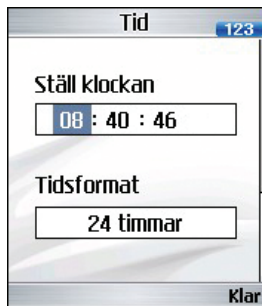 Tid
123
Ställ klockan
08 : 40 : 46
Tidsformat
24 timmar
Klar